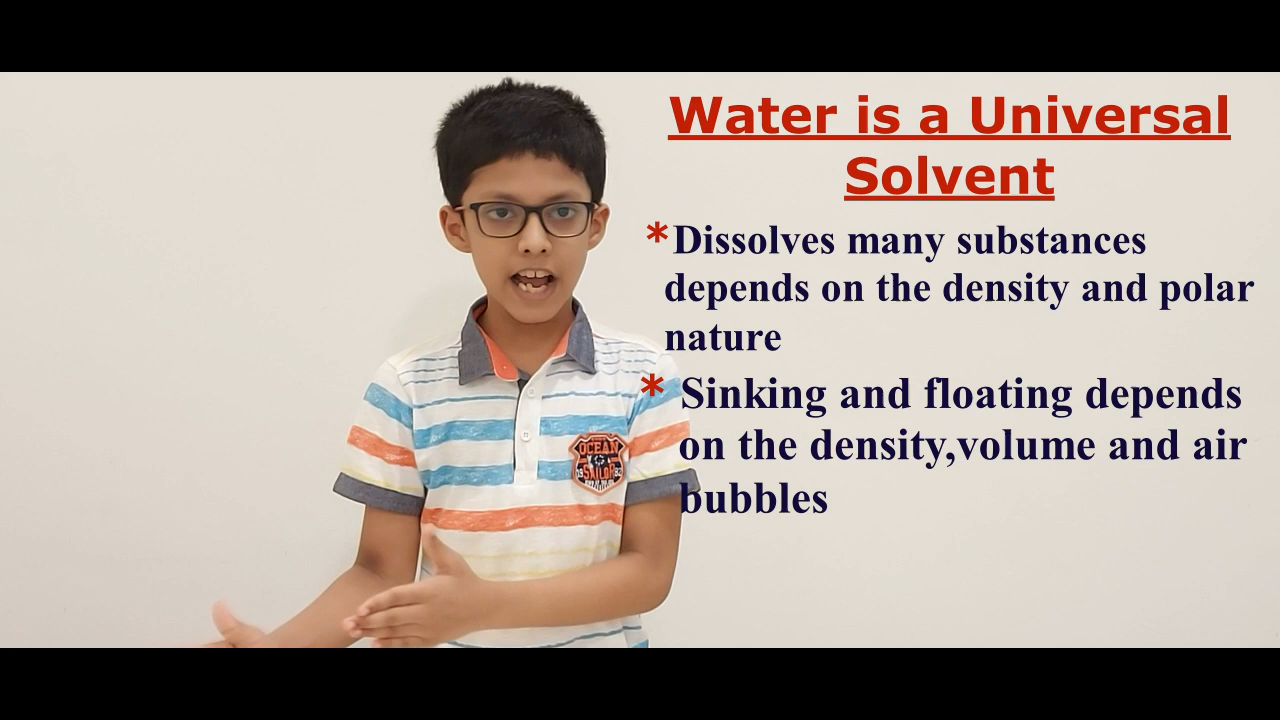 Water is a Universal
Solvent
*Dissolves many substances
depends on the density and polar
nature
* Sinking and floating depends
on the density,volume and air
bubbles
OCEAN
SAILOR